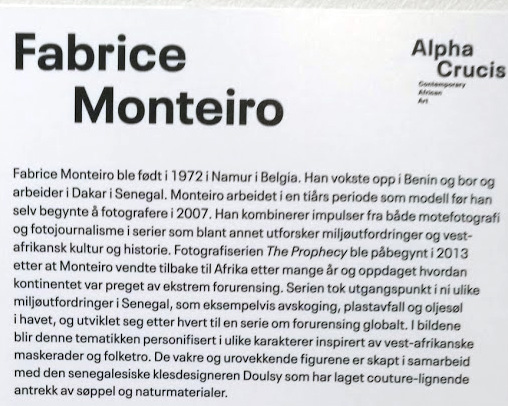 Fabrice
Monteiro
Alpha
Crucis
Contemporary
African
Art
Fabrice Monteiro ble født i 1972 i Namur i Belgia. Han vokste opp i Benin og bor og
arbeider i Dakar i Senegal. Monteiro arbeidet i en tiårs periode som modell før han
selv begynte å fotografere i 2007. Han kombinerer impulser fra både motefotografi
og fotojournalisme i serier som blant annet utforsker miljøutfordringer og vest-
afrikansk kultur og historie. Fotografiserien The Prophecy ble påbegynt i 2013
etter at Monteiro vendte tilbake til Afrika etter mange år og oppdaget hvordan
kontinentet var preget av ekstrem forurensing. Serien tok utgangspunkt i ni ulike
miljøutfordringer i Senegal, som eksempelvis avskoging, plastavfall og oljesøl
i havet, og utviklet seg etter hvert til en serie om forurensing globalt. I bildene
blir denne tematikken personifisert i ulike karakterer inspirert av vest-afrikanske
maskerader og folketro. De vakre og urovekkende figurene er skapt i samarbeid
med den senegalesiske klesdesigneren Doulsy som har laget couture-lignende
antrekk av søppel og naturmaterialer.